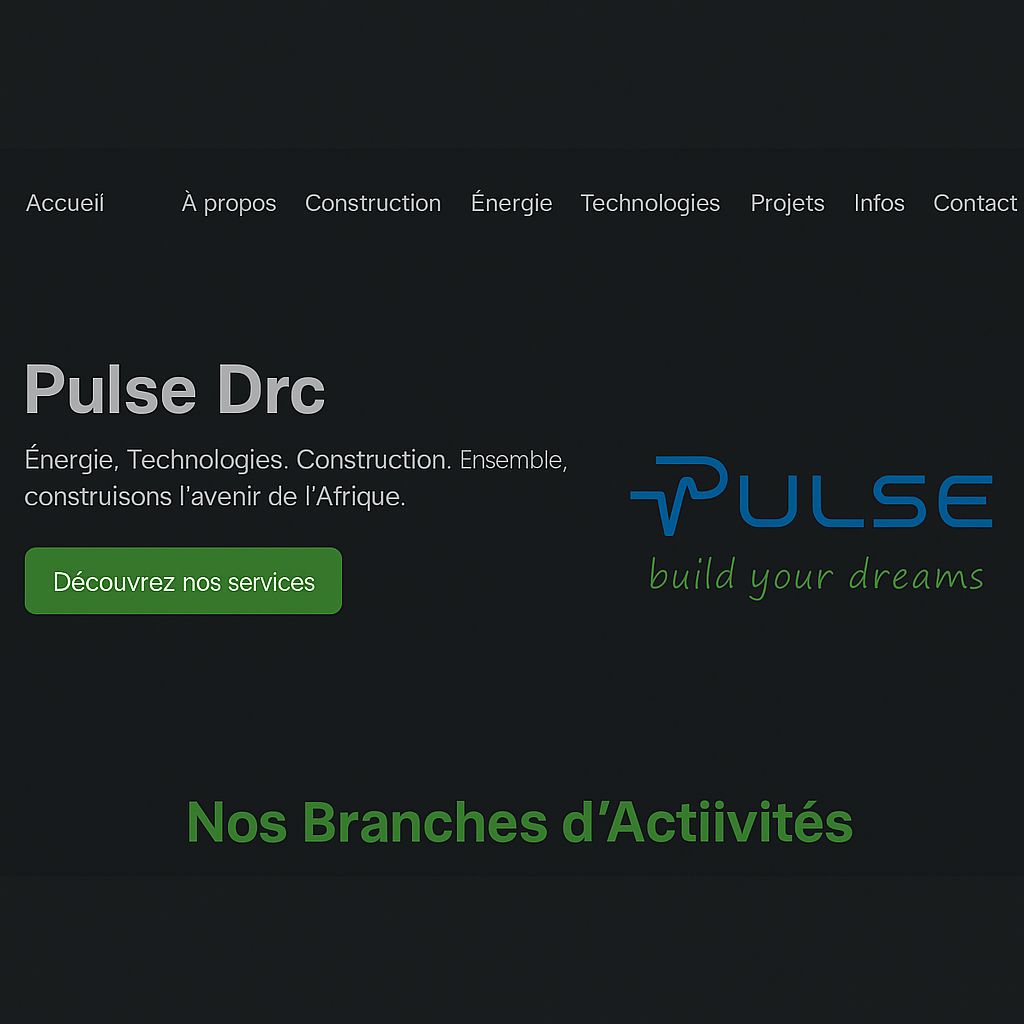 Accueií À propos Construction Énergie Technologies Projets Infos Contact
Pulse Drc
Énergie, Technologies. Construction. Ensemble,
construisons l'avenir de l'Afrique.
Découvrez nos services
PULSE
build your dreams
Nos Branches d'Actiivités